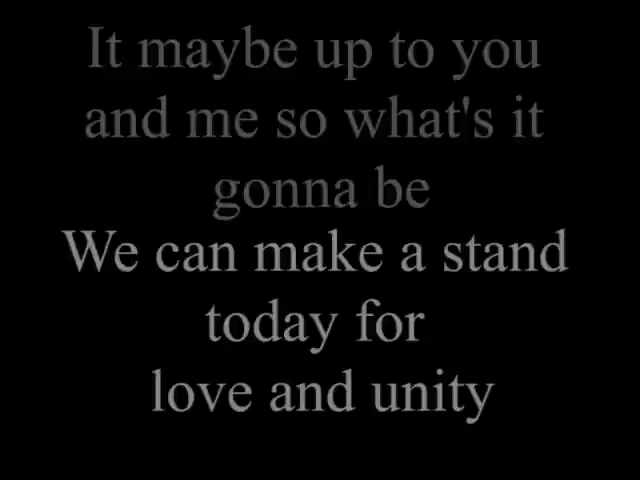 It maybe up to you
and me so what's it
gonna be
We can make a stand
today for
love and unity